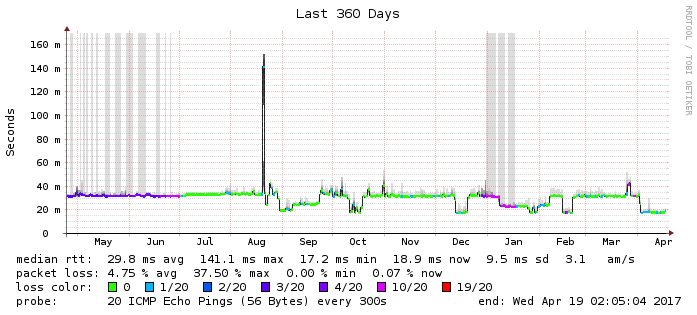 Last 360 Days
RRDTOOL / TOBI OETIKER
Seconds
160 m
140 m
120 m
100 m
80 m
60 m
40 m
20 m
0
May Jun Jul Aug Sep Oct Nov Dec Jan Feb Mar Apr
median rtt: 29.8 ms avg 141.1 ms max 17.2 ms min 18.9 ms now 9.5 ms sd 3.1 am/s
packet loss: 4.75 % avg 37.50 % max 0.00 % min 0.07 % now
loss color: 0 1/20 2/20 3/20 4/20 10/20 19/20
probe: 20 ICMP Echo Pings (56 Bytes) every 300s end: Wed Apr 19 02:05:04 2017